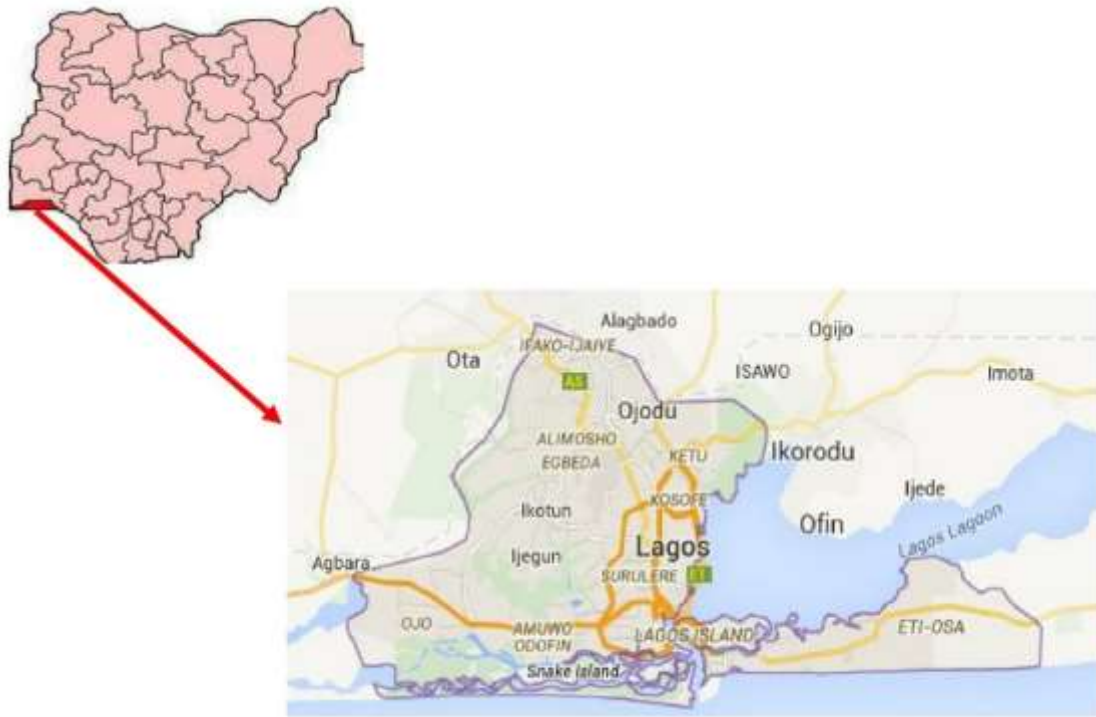 Alagbado
Ogijo
IFAKO-IJAIYE
Ota
ISAWO
Imota
A5
Ojodu
ALIMOSHO
Ikorodu
KETU
EGBEDA
Ijede
KOSOFE
Ikotun
Ofin
Lagos Lagoon
Lagos
Ijegun
Agbara
SURULERE
E1
OJO
AMUWO
ODOFIN
LAGOS ISLAND
ETI-OSA
Snake Island